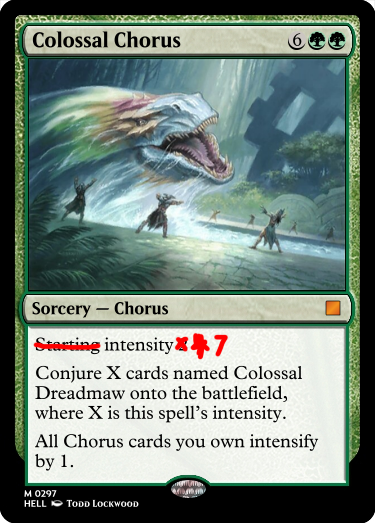 Colossal Chorus 6
Sorcery — Chorus
Starting intensity 7
Conjure X cards named Colossal
Dreadmaw onto the battlefield,
where X is this spell's intensity.
All Chorus cards you own intensify
by 1.
M 0297
HELL Todd Lockwood